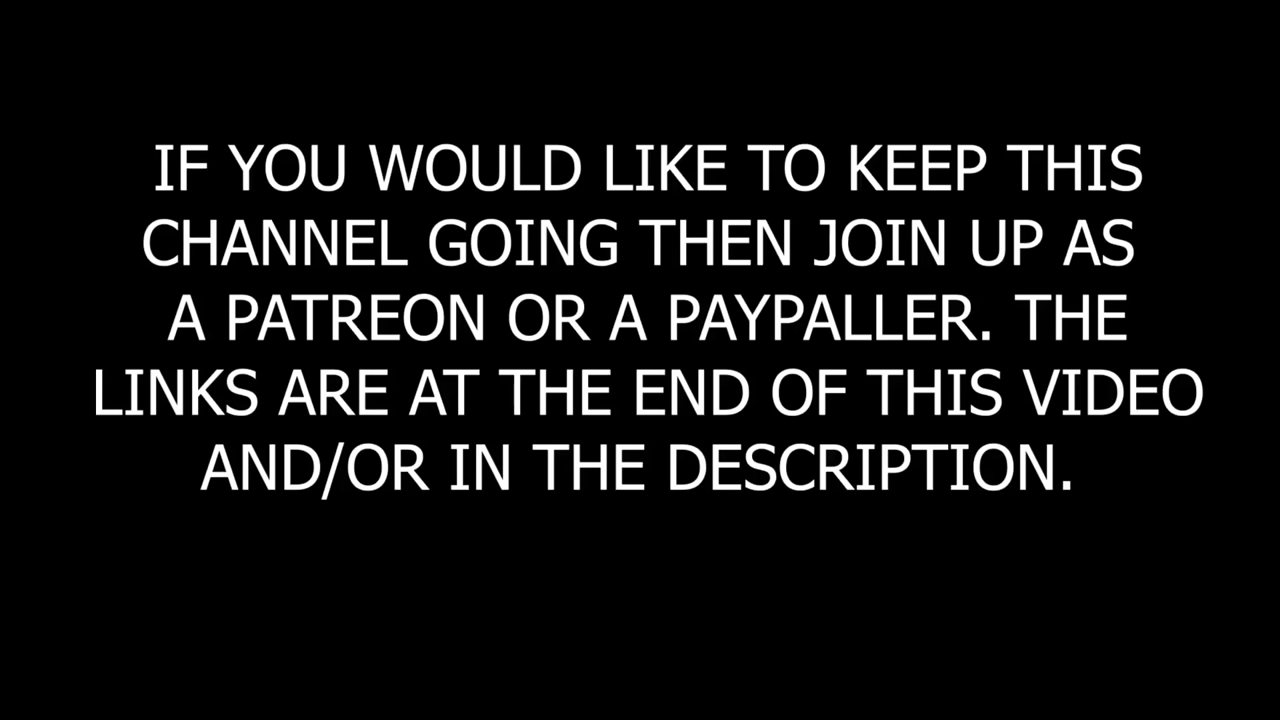 IF YOU WOULD LIKE TO KEEP THIS
CHANNEL GOING THEN JOIN UP AS
A PATREON OR A PAYPALLER. THE
LINKS ARE AT THE END OF THIS VIDEO
AND/OR IN THE DESCRIPTION.